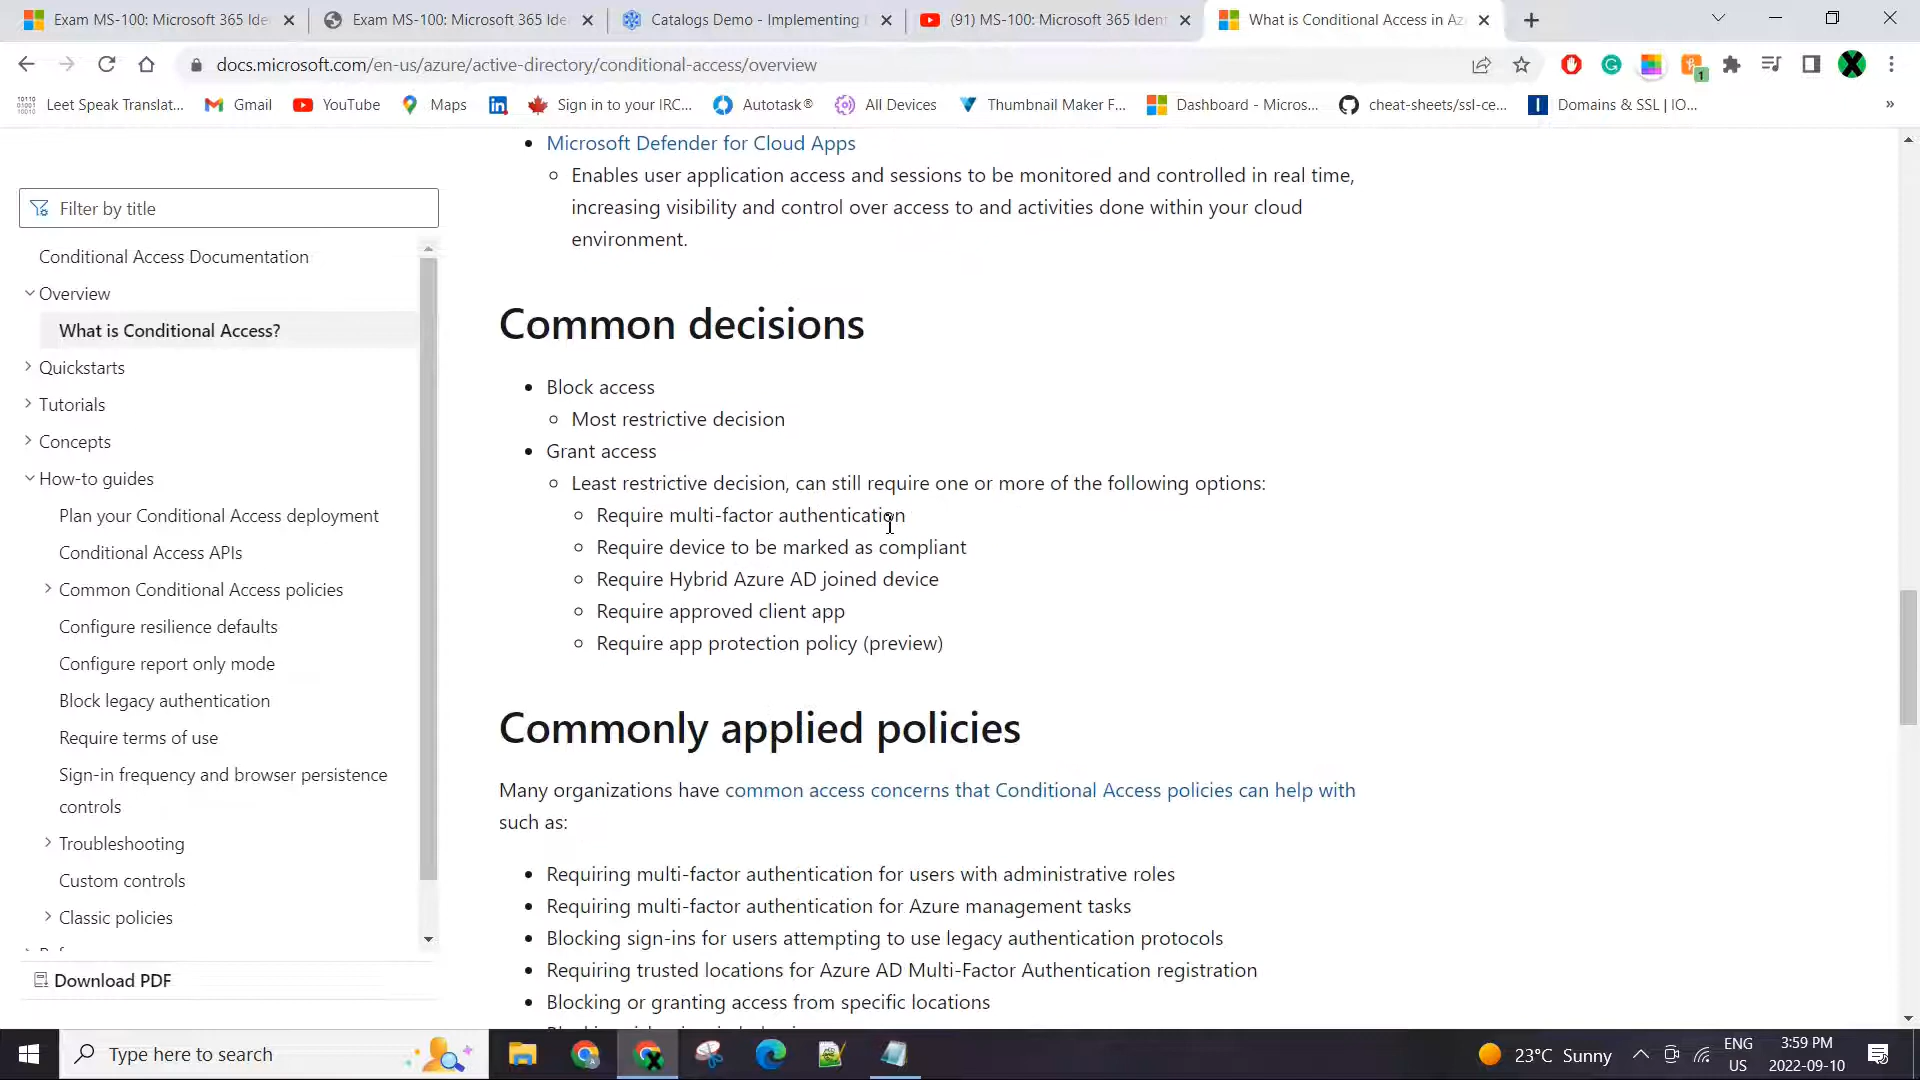 Exam MS-100: Microsoft 365 Ide
Exam MS-100: Microsoft 365 Ide
Catalogs Demo - Implementing
(91) MS-100: Microsoft 365 Ident
What is Conditional Access in Az
docs.microsoft.com/en-us/azure/active-directory/conditional-access/overview
1
Leet Speak Translat...
Gmail
YouTube
Maps
Sign in to your IRC...
Autotask®
All Devices
Thumbnail Maker F...
Dashboard - Micros...
cheat-sheets/ssl-ce...
Domains & SSL | IO...
»
Filter by title
Conditional Access Documentation
Overview
What is Conditional Access?
Quickstarts
Tutorials
Concepts
How-to guides
Plan your Conditional Access deployment
Conditional Access APIs
Common Conditional Access policies
Configure resilience defaults
Configure report only mode
Block legacy authentication
Require terms of use
Sign-in frequency and browser persistence
controls
Troubleshooting
Custom controls
Classic policies
Download PDF
Microsoft Defender for Cloud Apps
Enables user application access and sessions to be monitored and controlled in real time,
increasing visibility and control over access to and activities done within your cloud
environment.
Common decisions
Block access
Most restrictive decision
Grant access
Least restrictive decision, can still require one or more of the following options:
Require multi-factor authentication
Require device to be marked as compliant
Require Hybrid Azure AD joined device
Require approved client app
Require app protection policy (preview)
Commonly applied policies
Many organizations have common access concerns that Conditional Access policies can help with
such as:
Requiring multi-factor authentication for users with administrative roles
Requiring multi-factor authentication for Azure management tasks
Blocking sign-ins for users attempting to use legacy authentication protocols
Requiring trusted locations for Azure AD Multi-Factor Authentication registration
Blocking or granting access from specific locations
Type here to search
23°C Sunny
ENG
US
3:59 PM
2022-09-10